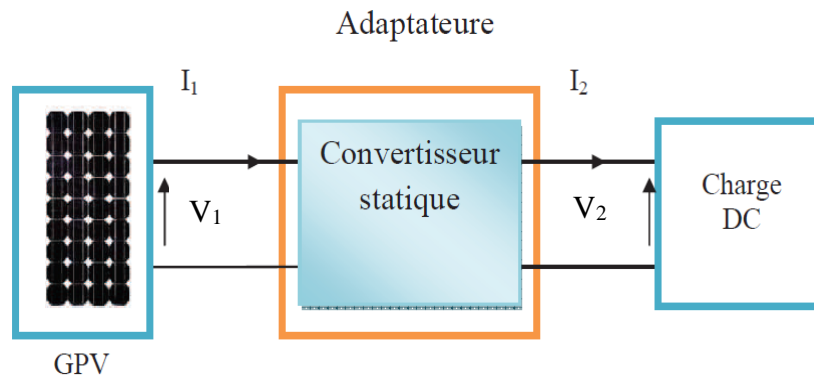 Adaptateure
I₁
I₂
Convertisseur
statique
V₁
V₂
Charge
DC
GPV